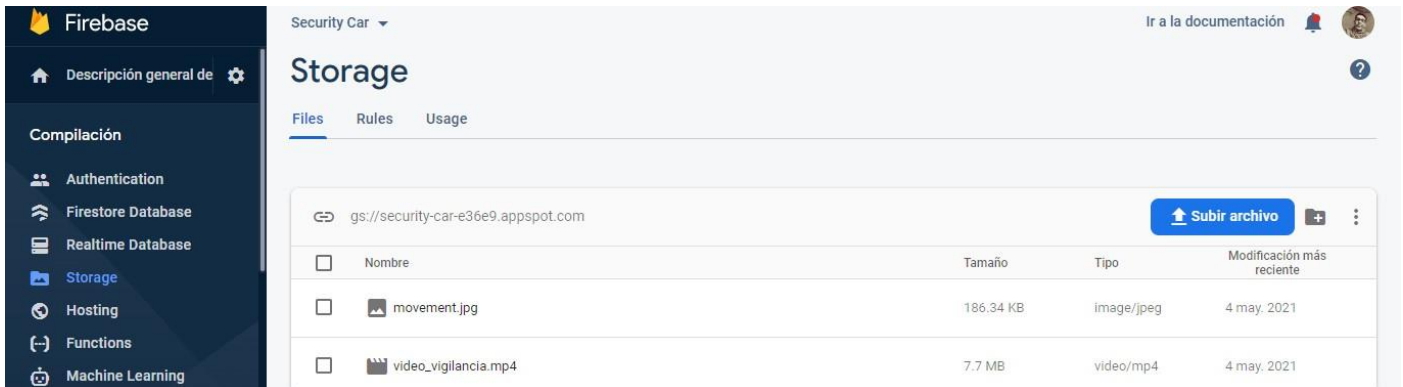 Firebase
Descripción general de
Compilación
Authentication
Firestore Database
Realtime Database
Storage
Hosting
Functions
Machine Learning
Security Car
Ir a la documentación
Storage
Files Rules Usage
gs://security-car-e36e9.appspot.com
Subir archivo
Nombre Tamaño Tipo Modificación más
reciente
movement.jpg 186.34 KB image/jpeg 4 may. 2021
video_vigilancia.mp4 7.7 MB video/mp4 4 may. 2021